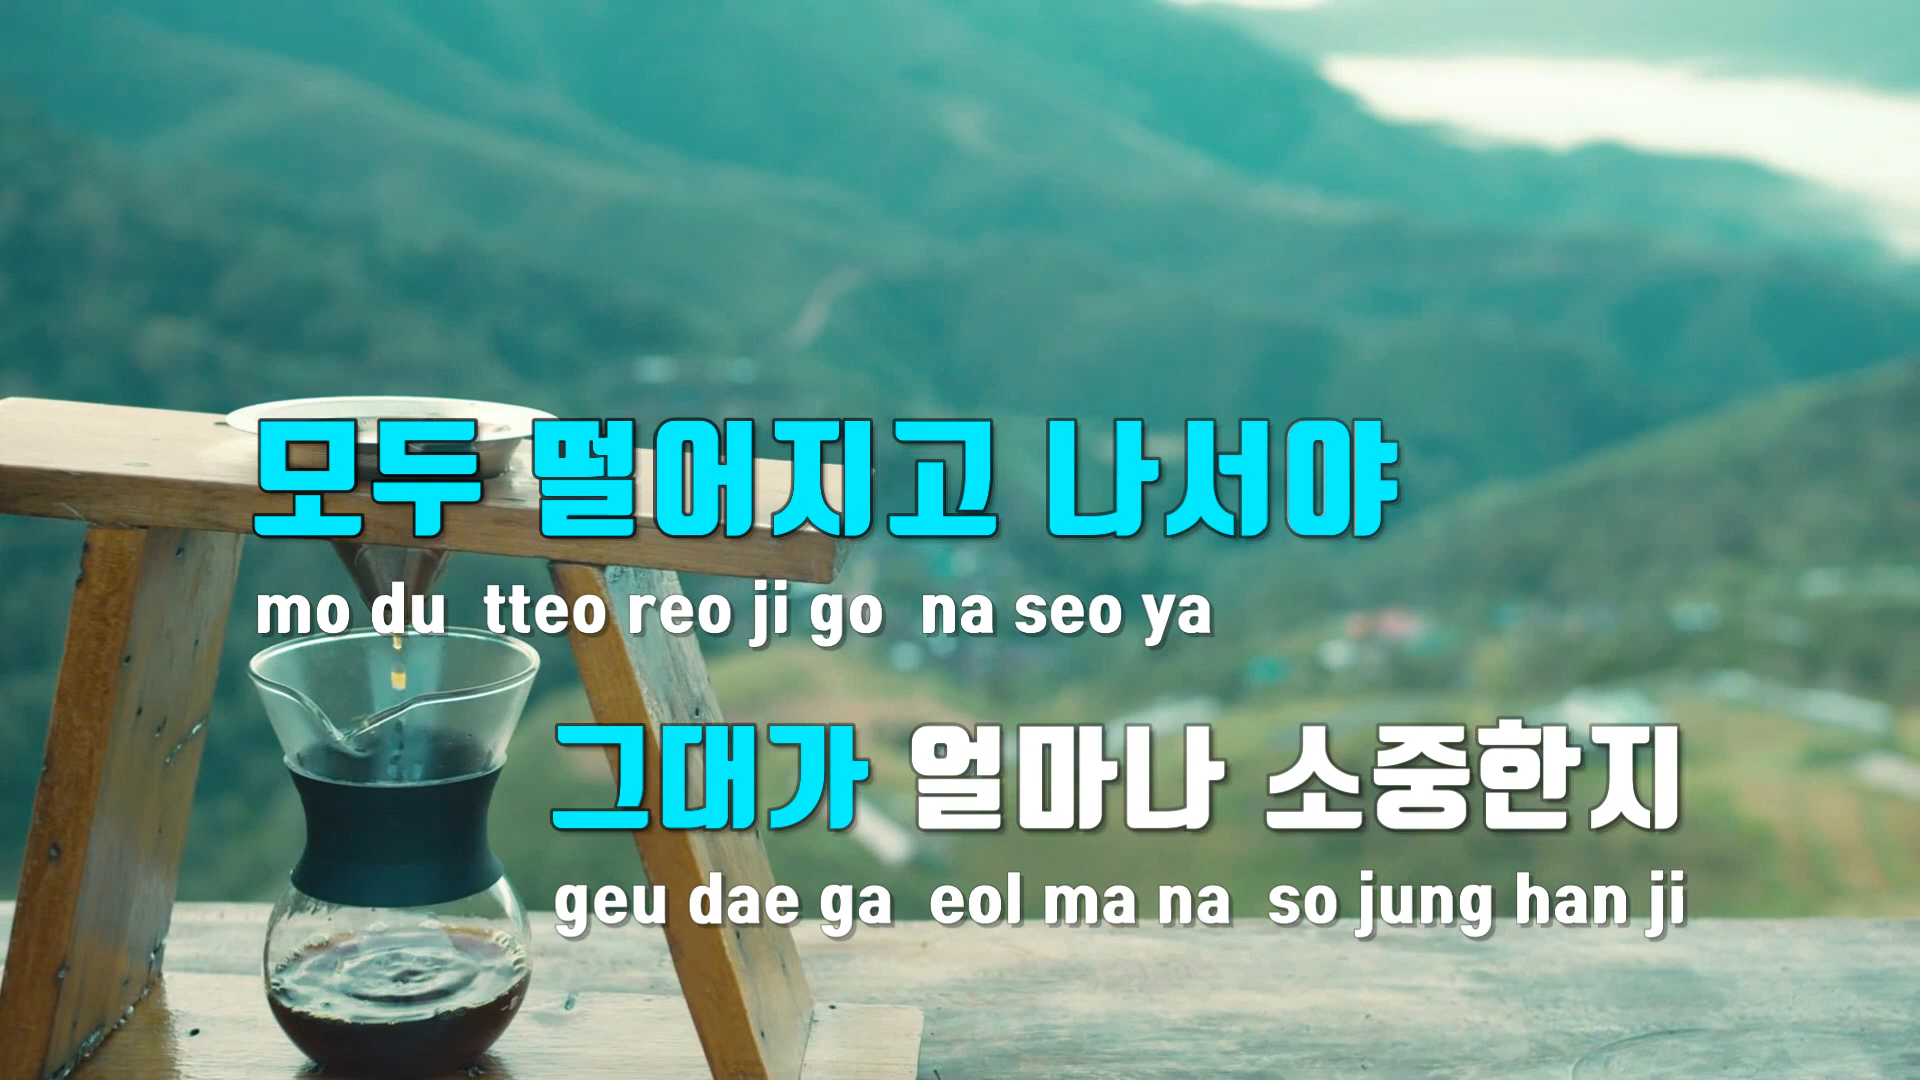 모두 떨어지고 나서야
mo du tteo reo ji go na seo ya
그대가 얼마나 소중한지
geu dae ga eol ma na so jung han ji